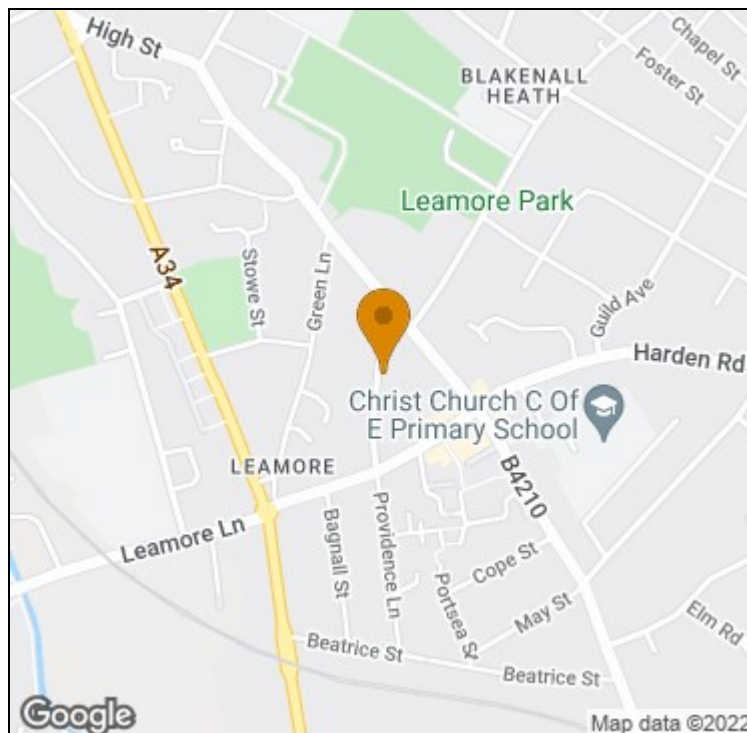 High St
Chapel St
Foster St
BLAKENALL
HEATH
Leamore Park
A34
Stowe St
Green Ln
Guild Ave
Harden Rd
Christ Church C Of
E Primary School
LEAMORE
B4210
Leamore Ln
Bagnall St
Providence Ln
Portsea St
Cope St
May St
Elm Rd
Beatrice St
Beatrice St
Google
Map data ©2022